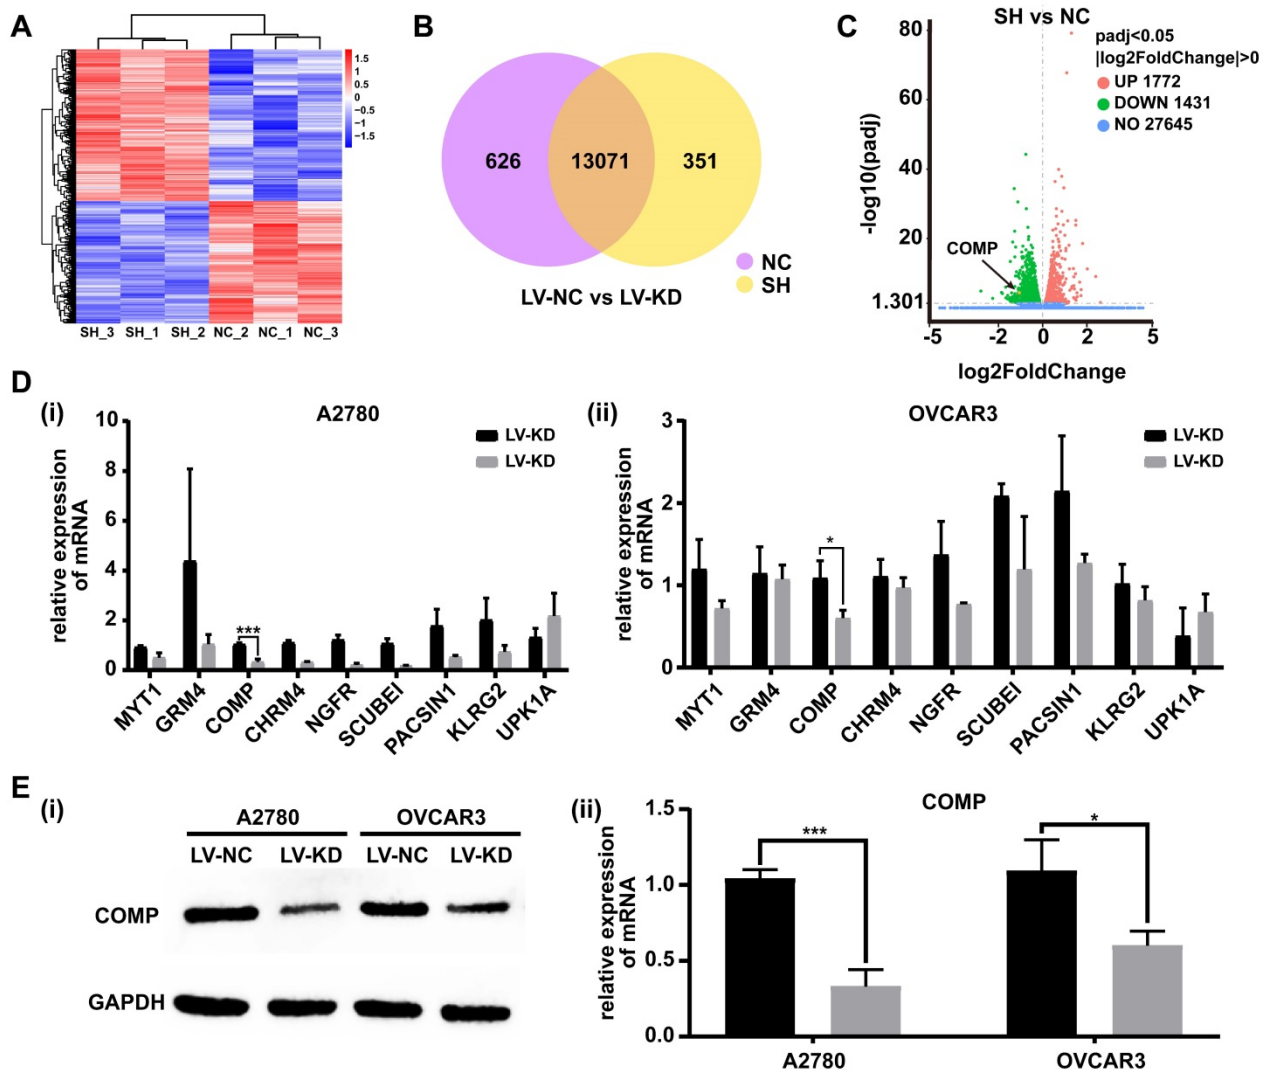 A
1.5
1
0.5
0
−0.5
−1
−1.5
SH_3 SH_1 SH_2 NC_2 NC_1 NC_3
B
626 13071 351
NC
SH
LV-NC vs LV-KD
C
SH vs NC
padj<0.05
|log2FoldChange|>0
UP 1772
DOWN 1431
NO 27645
-log10(padj)
80
60
40
20
1.301
COMP
-5 -2 0 2 5
log2FoldChange
D
(i)
A2780
LV-KD
LV-KD
relative expression
of mRNA
10
8
6
4
2
0
***
MYT1 GRM4 COMP CHRM4 NGFR SCUBEI PACSIN1 KLRG2 UPK1A
(ii)
OVCAR3
LV-KD
LV-KD
relative expression
of mRNA
3
2
1
0
*
MYT1 GRM4 COMP CHRM4 NGFR SCUBEI PACSIN1 KLRG2 UPK1A
E
(i)
A2780 OVCAR3
LV-NC LV-KD LV-NC LV-KD
COMP
GAPDH
(ii)
COMP
relative expression
of mRNA
1.5
1.0
0.5
0.0
*** *
A2780 OVCAR3